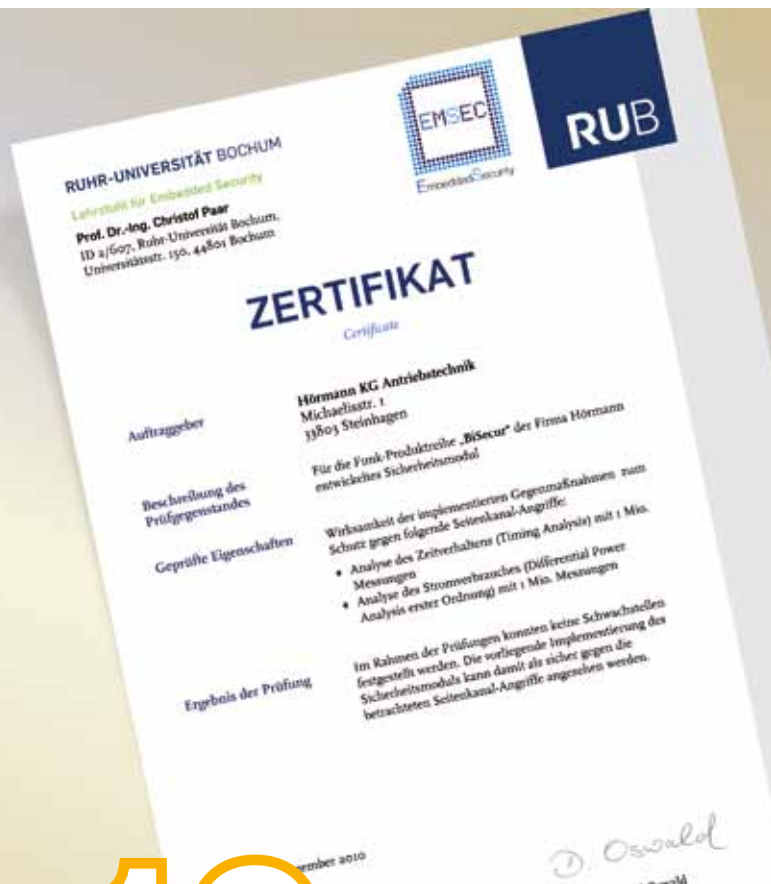 EMSEC
EmbeddedSecurity
RUB
RUHR-UNIVERSITÄT BOCHUM
Lehrstuhl für Embedded Security
Prof. Dr.-Ing. Christof Paar
ID 2/607, Ruhr-Universität Bochum,
Universitätsstr. 150, 44801 Bochum
ZERTIFIKAT
Certificate
Auftraggeber
Hörmann KG Antriebstechnik
Michaelisstr. 1
33803 Steinhagen
Beschreibung des
Prüfgegenstandes
Für die Funk-Produktreihe „BiSecur" der Firma Hörmann
entwickeltes Sicherheitsmodul
Geprüfte Eigenschaften
Wirksamkeit der implementierten Gegenmaßnahmen zum
Schutz gegen folgende Seitenkanal-Angriffe:
• Analyse des Zeitverhaltens (Timing Analysis) mit 1 Mio.
Messungen
• Analyse des Stromverbrauches (Differential Power
Analysis erster Ordnung) mit 1 Mio. Messungen
Ergebnis der Prüfung
Im Rahmen der Prüfungen konnten keine Schwachstellen
festgestellt werden. Die vorliegende Implementierung des
Sicherheitsmoduls kann damit als sicher gegen die
betrachteten Seitenkanal-Angriffe angesehen werden.
ember 2010
D. Oswald